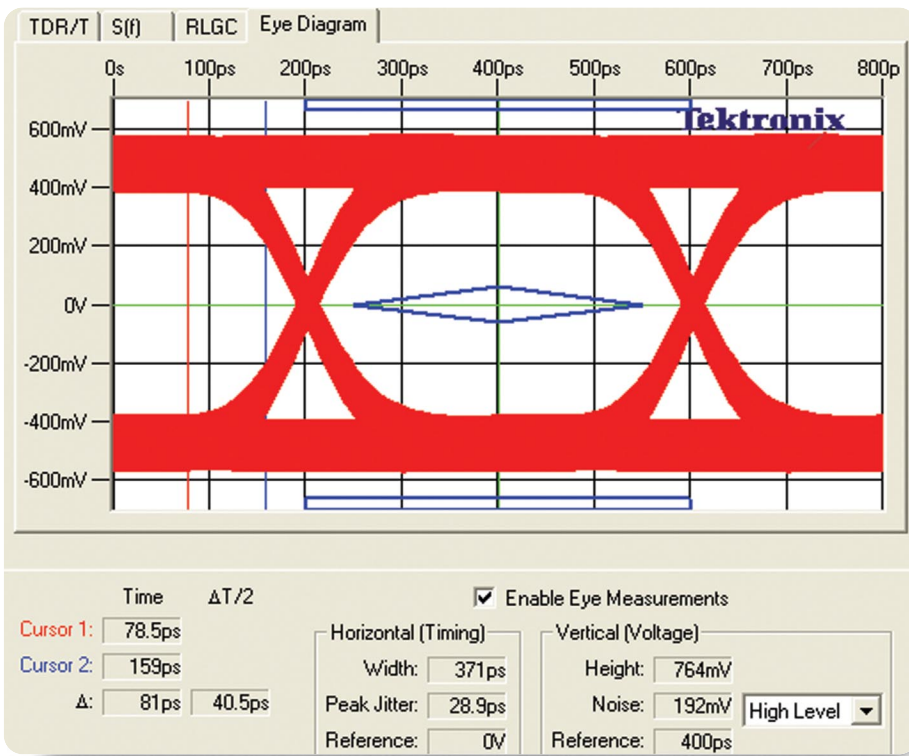 TDR/T S(f) RLGC Eye Diagram
0s 100ps 200ps 300ps 400ps 500ps 600ps 700ps 800p
Tektronix
600mV
400mV
200mV
0V
-200mV
-400mV
-600mV
Time ΔT/2
Cursor 1: 78.5ps
Cursor 2: 159ps
Δ: 81ps 40.5ps
Enable Eye Measurements
Horizontal (Timing)
Width: 371ps
Peak Jitter: 28.9ps
Reference: 0V
Vertical (Voltage)
Height: 764mV
Noise: 192mV High Level
Reference: 400ps